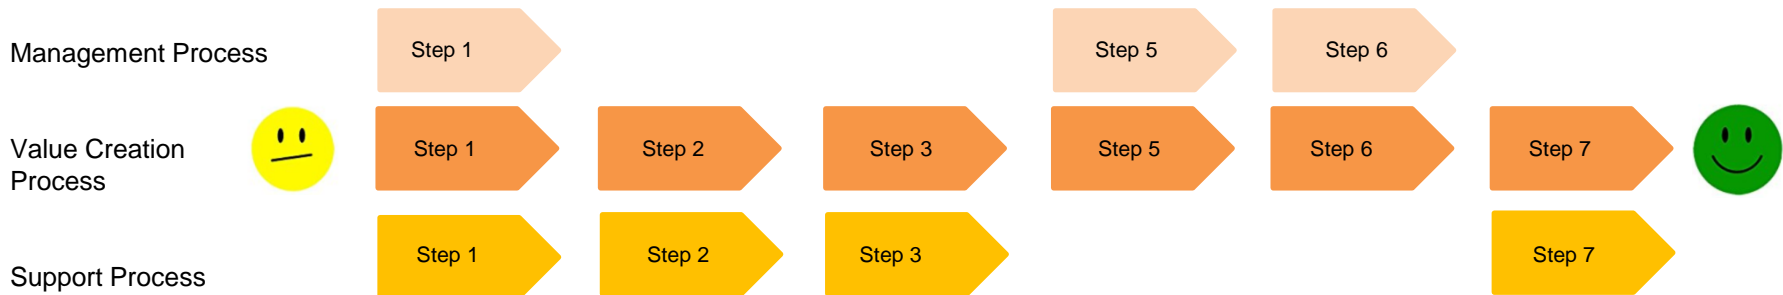 Management Process
Step 1
Step 5
Step 6
Value Creation
Process
Step 1
Step 2
Step 3
Step 5
Step 6
Step 7
Support Process
Step 1
Step 2
Step 3
Step 7